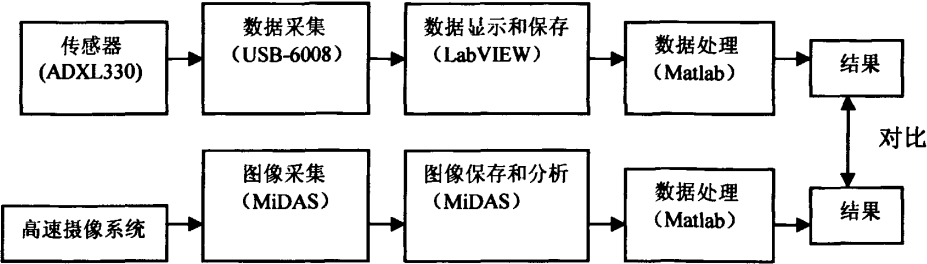 传感器
(ADXL330)
数据采集
（USB-6008）
数据显示和保存
（LabVIEW）
数据处理
（Matlab）
结果
对比
高速摄像系统
图像采集
（MiDAS）
图像保存和分析
（MiDAS）
数据处理
（Matlab）
结果